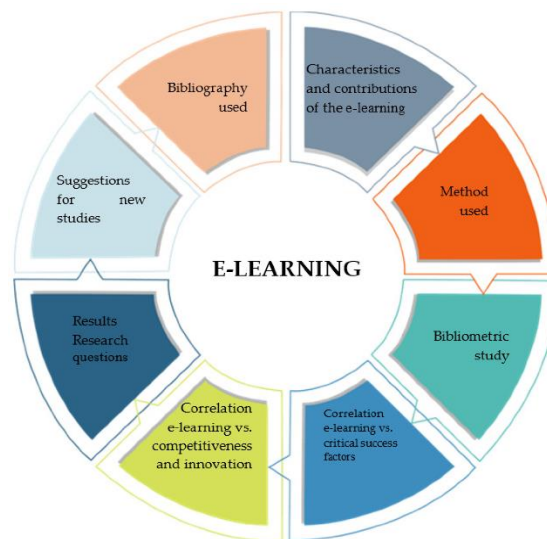 Characteristics
and contributions
of the e-learning
Method
used
Bibliometric
study
Correlation
e-learning vs.
critical success
factors
Correlation
e-learning vs.
competitiveness
and innovation
Results
Research
questions
Suggestions
for new
studies
Bibliography
used
E-LEARNING